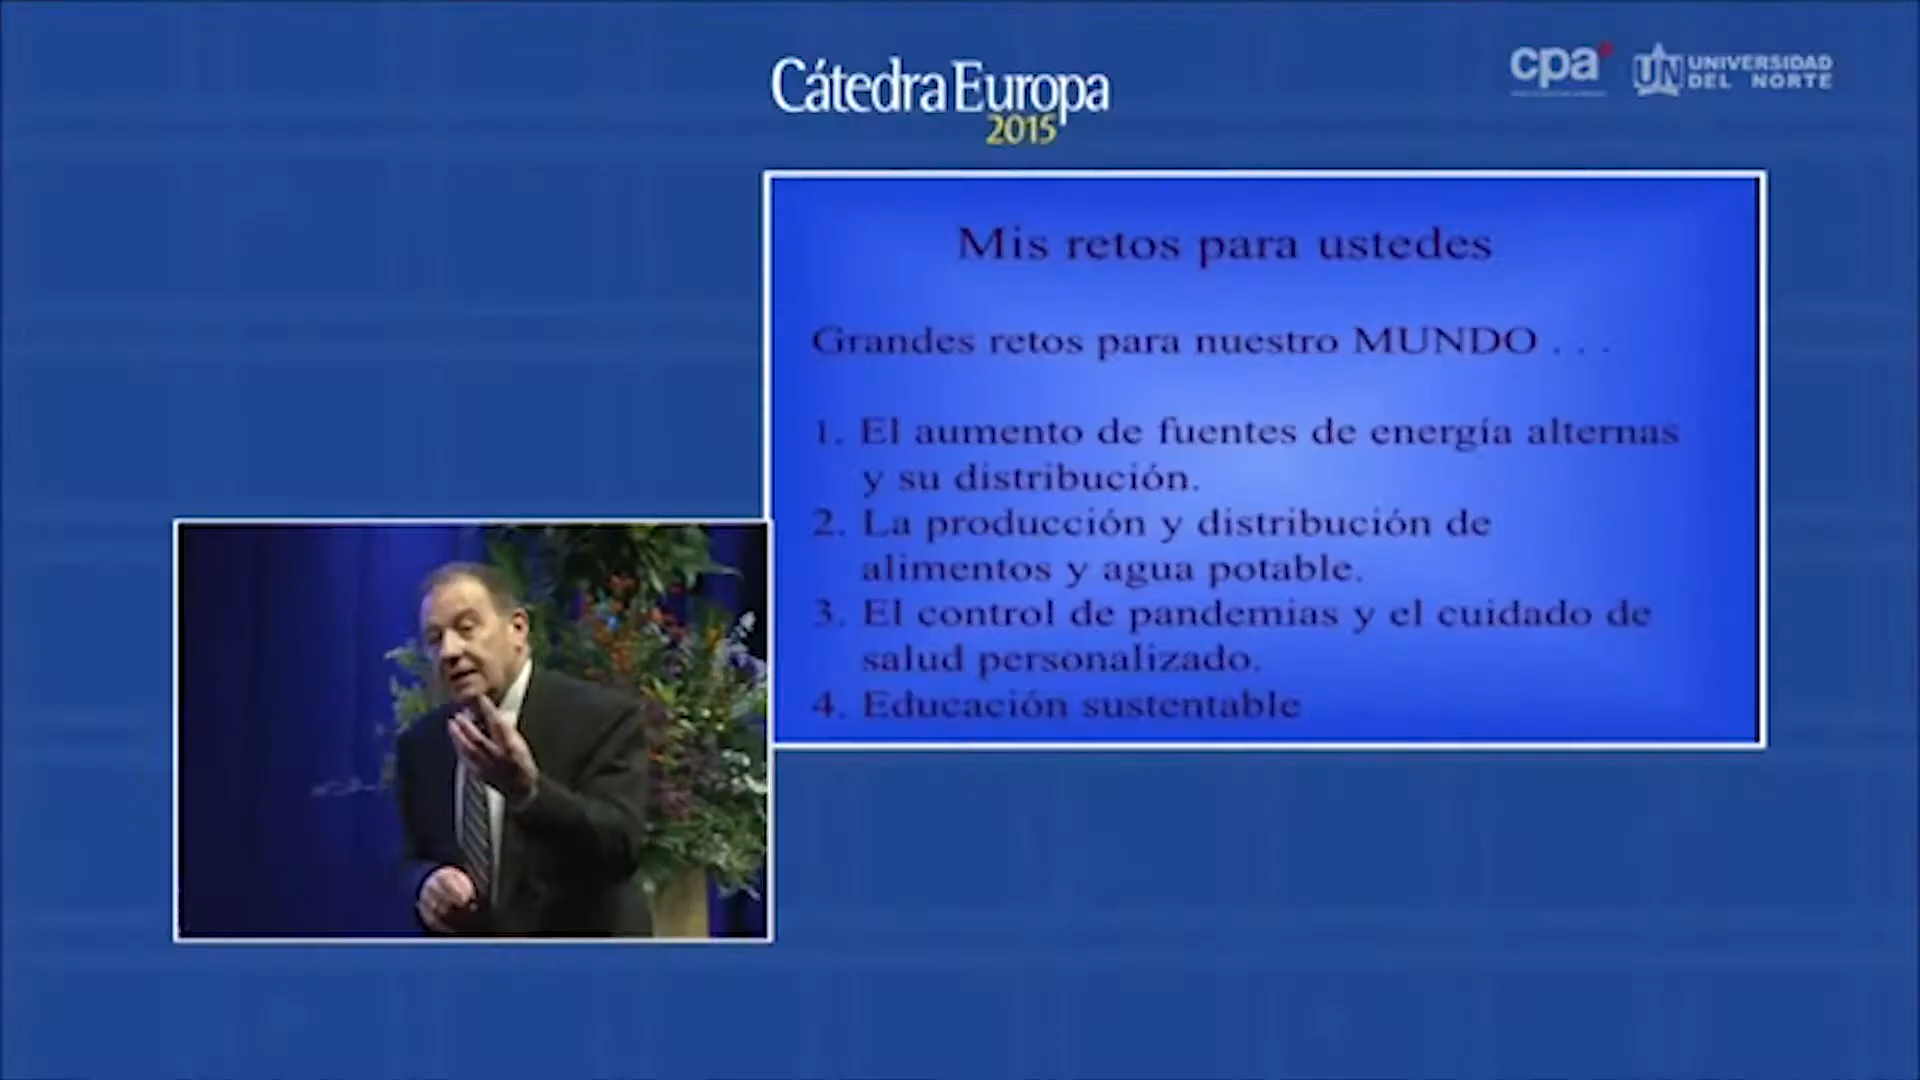 Cátedra Europa
2015
cpa
UN UNIVERSIDAD
DEL NORTE
Mis retos para ustedes
Grandes retos para nuestro MUNDO . . .
1. El aumento de fuentes de energía alternas
y su distribución.
2. La producción y distribución de
alimentos y agua potable.
3. El control de pandemias y el cuidado de
salud personalizado.
4. Educación sustentable